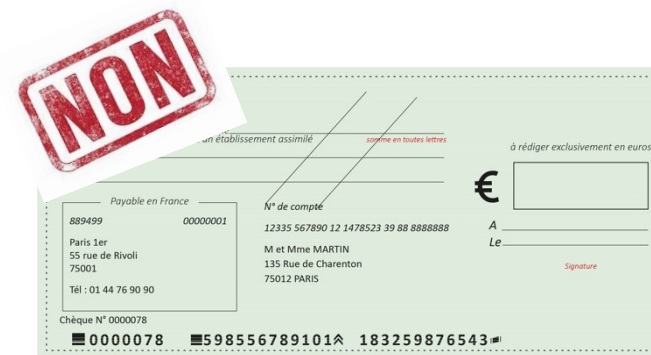 NON
un établissement assimilé
somme en toutes lettres
à rédiger exclusivement en euros
€
Payable en France
889499 00000001
Paris 1er
55 rue de Rivoli
75001
Tél : 01 44 76 90 90
N° de compte
12335 567890 12 1478523 39 88 8888888
M et Mme MARTIN
135 Rue de Charenton
75012 PARIS
A
Le
Signature
Chèque N° 0000078
0000078 598556789101 183259876543